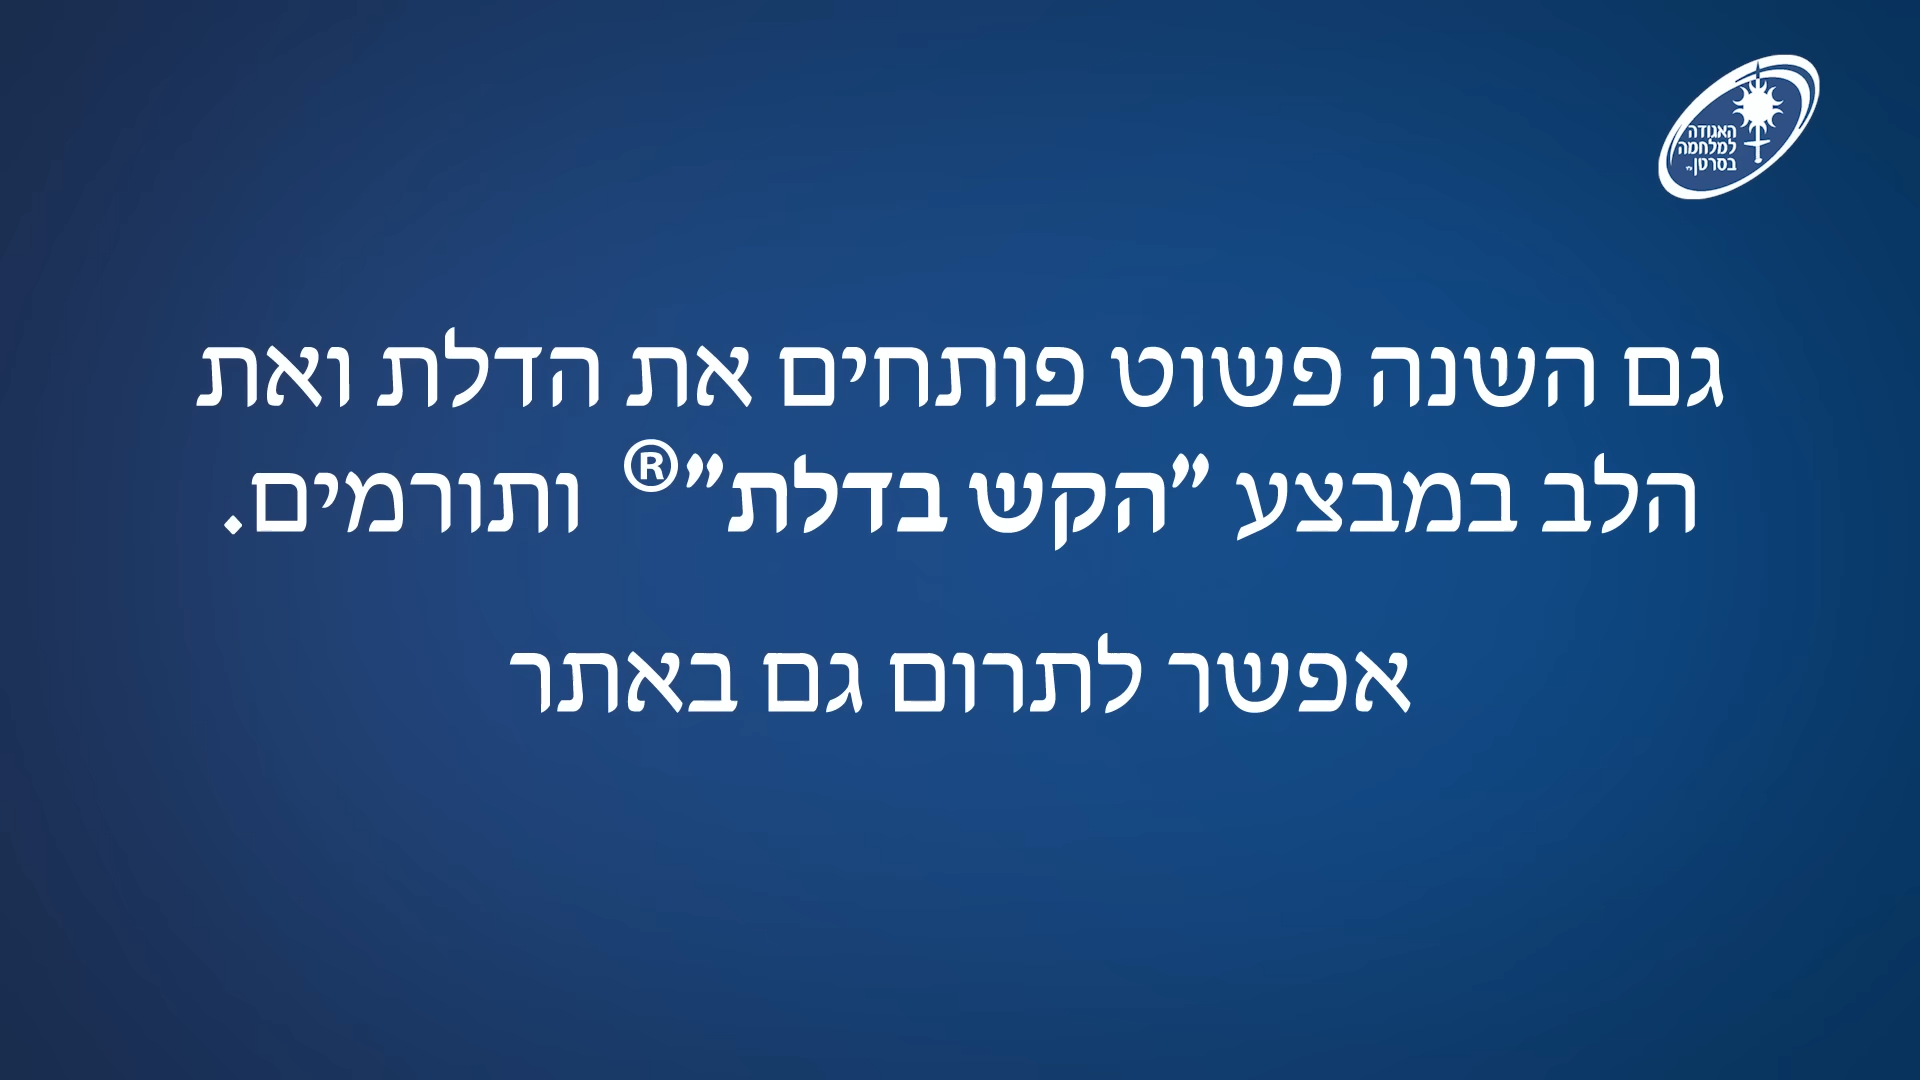 האגודה
למלחמה
בסרטן
גם השנה פשוט פותחים את הדלת ואת
הלב במבצע "הקש בדלת"® ותורמים.
אפשר לתרום גם באתר